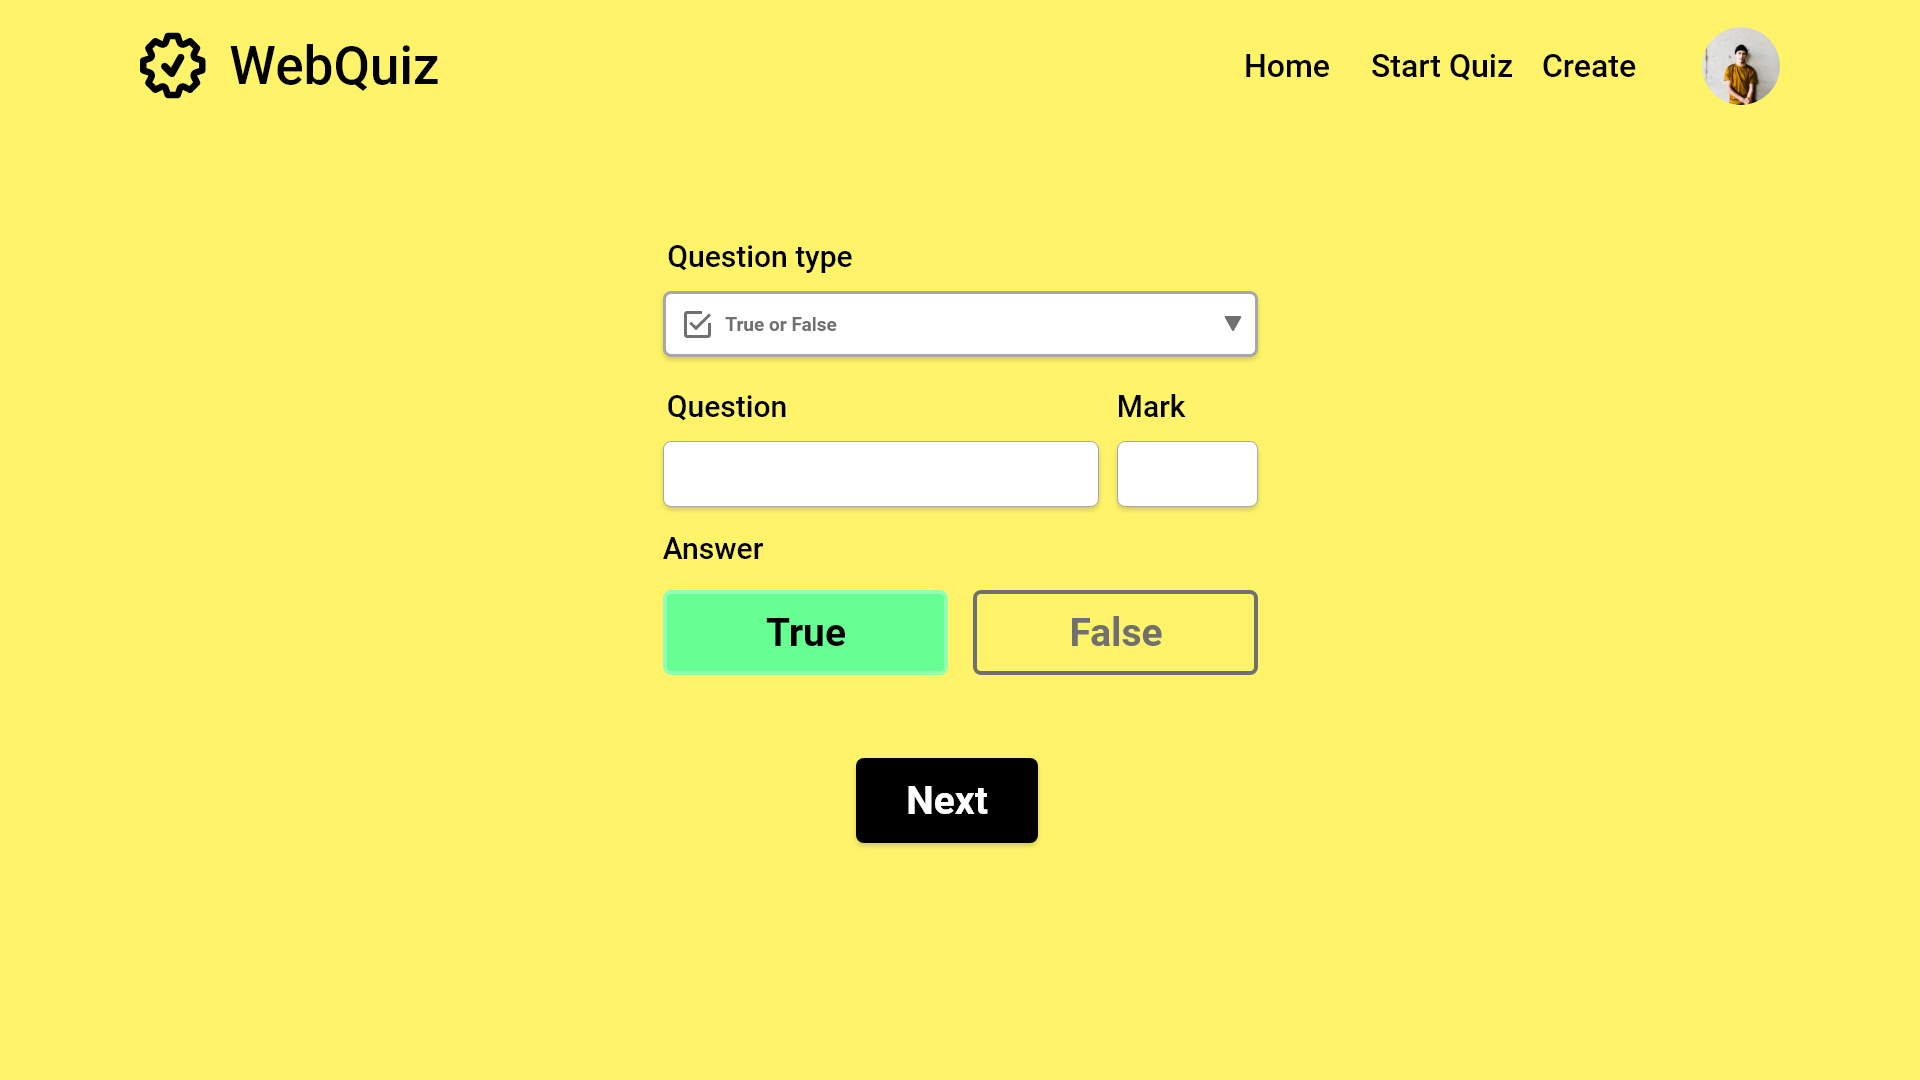 WebQuiz
Home Start Quiz Create
Question type
True or False
Question Mark
Answer
True False
Next